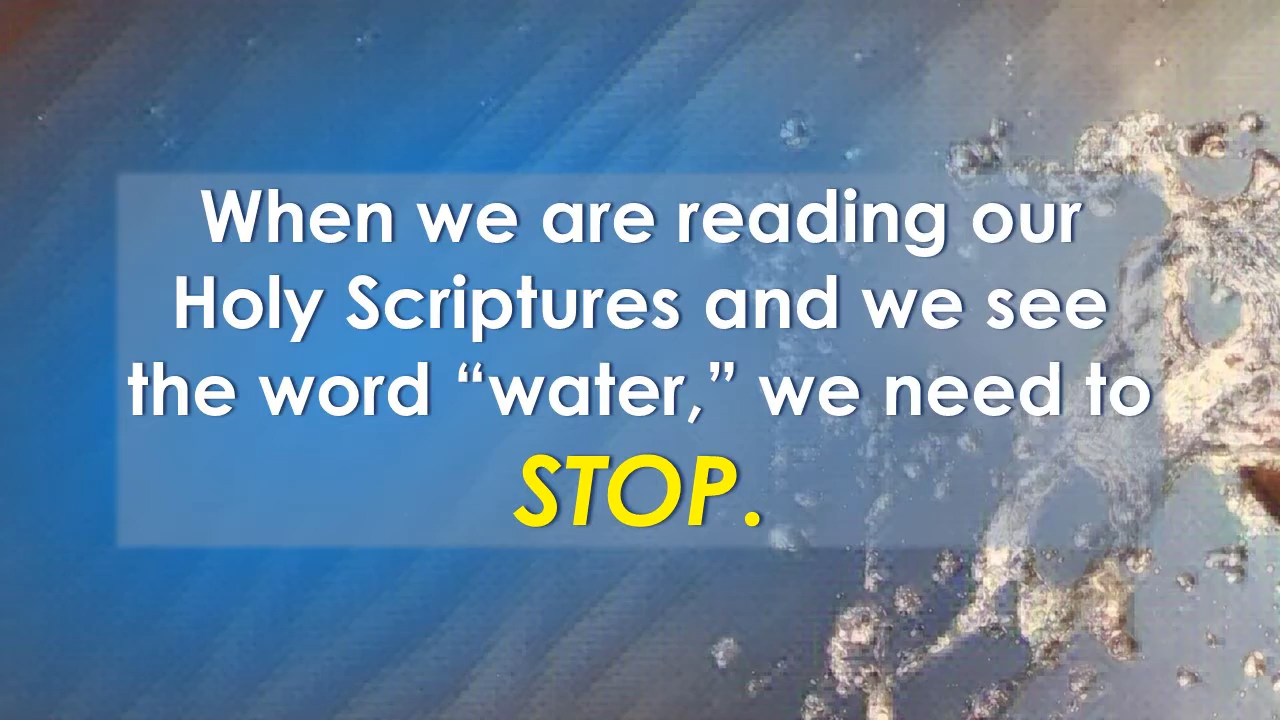 When we are reading our
Holy Scriptures and we see
the word “water,” we need to
STOP.